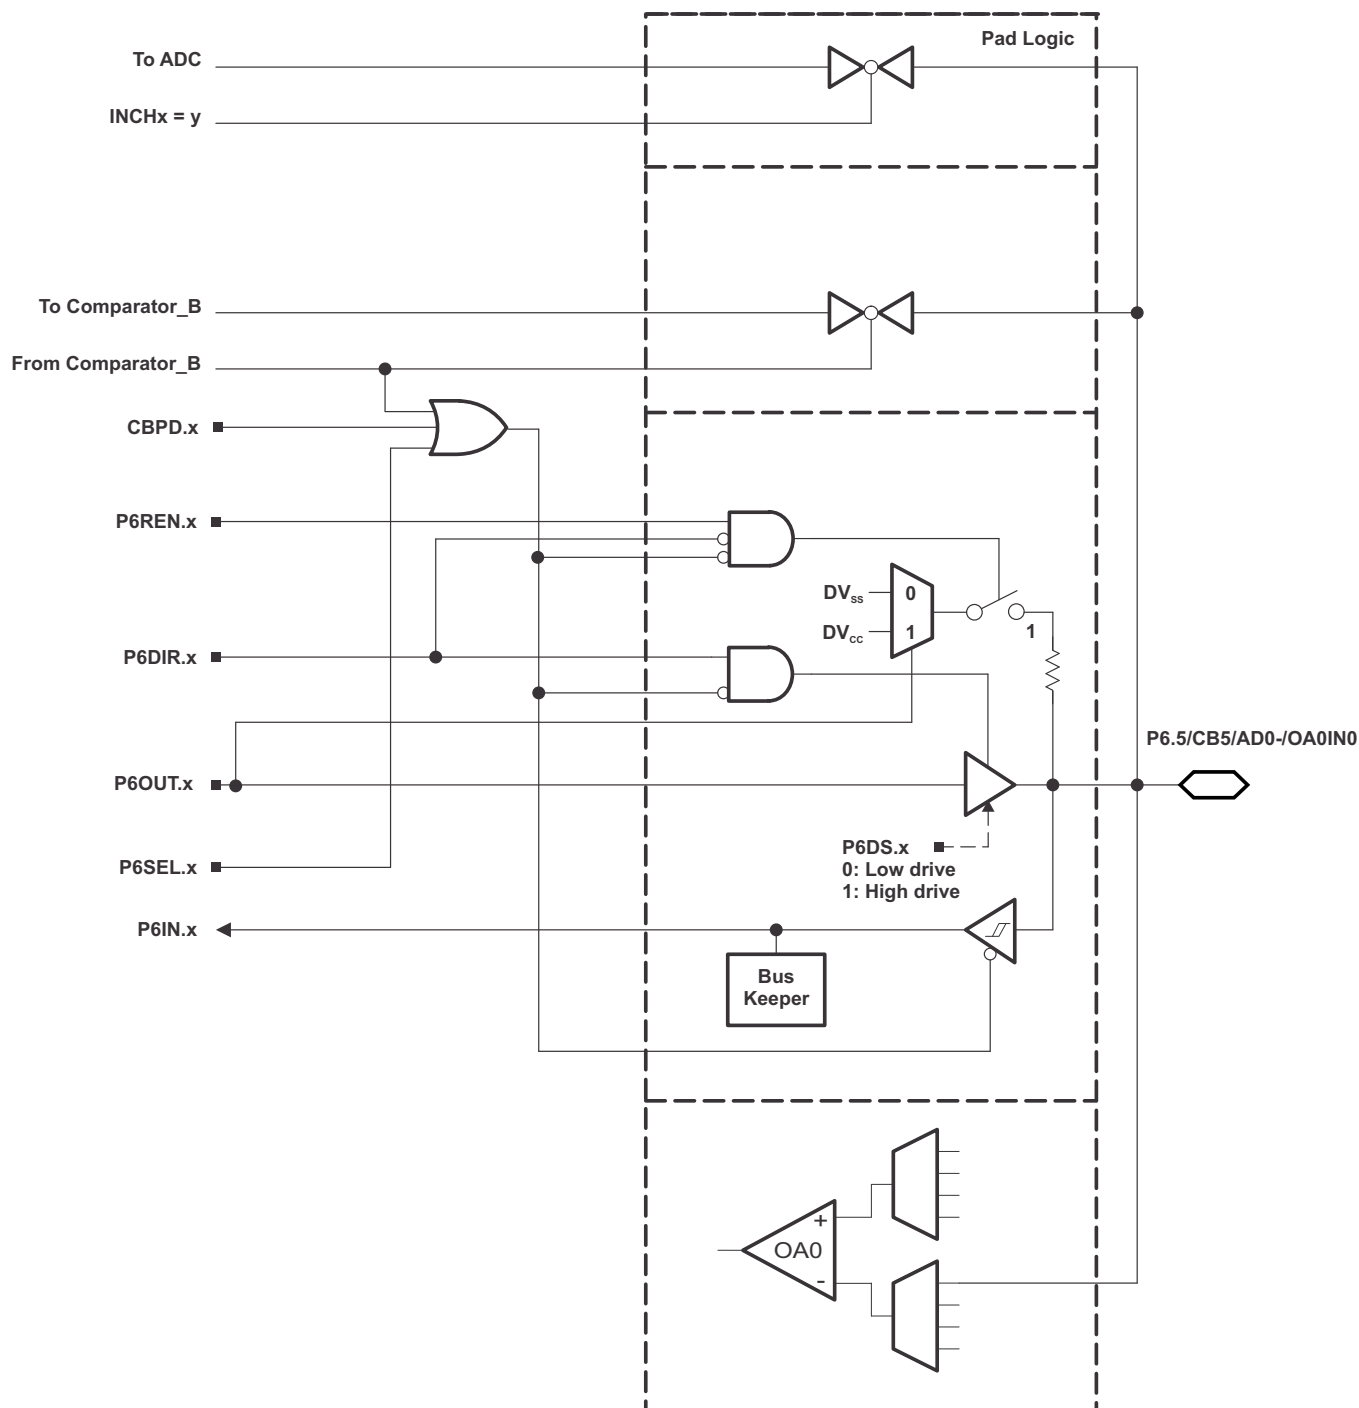 Pad Logic
To ADC
INCHx = y
To Comparator_B
From Comparator_B
CBPD.x
P6REN.x
DVSS
0
DVCC
1
1
P6DIR.x
P6.5/CB5/AD0-/OA0IN0
P6OUT.x
P6DS.x
0: Low drive
1: High drive
P6SEL.x
P6IN.x
Bus
Keeper
+
OA0
-